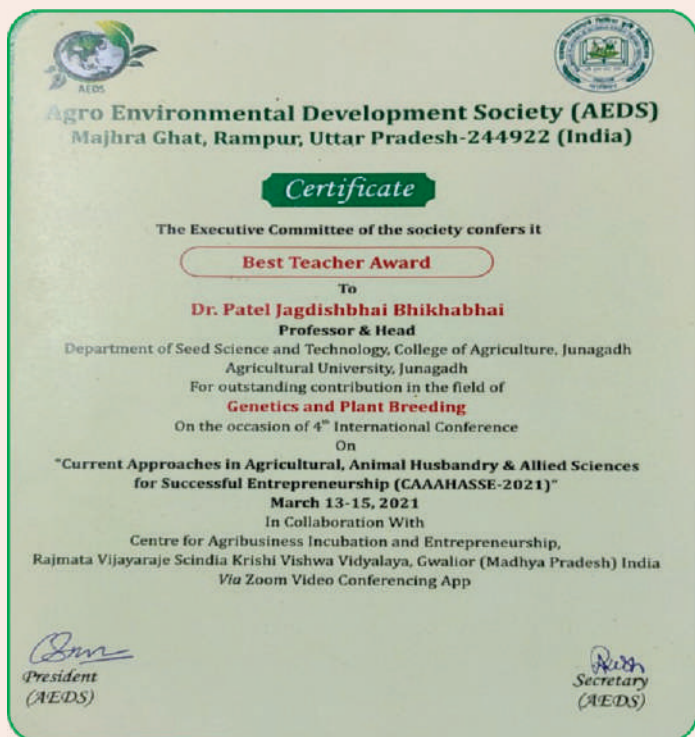 AEDS
Agro Environmental Development Society (AEDS)
Majhra Ghat, Rampur, Uttar Pradesh-244922 (India)
Certificate
The Executive Committee of the society confers it
Best Teacher Award
To
Dr. Patel Jagdishbhai Bhikhabhai
Professor & Head
Department of Seed Science and Technology, College of Agriculture, Junagadh
Agricultural University, Junagadh
For outstanding contribution in the field of
Genetics and Plant Breeding
On the occasion of 4th International Conference
On
"Current Approaches in Agricultural, Animal Husbandry & Allied Sciences
for Successful Entrepreneurship (CAAAHASSE-2021)"
March 13-15, 2021
In Collaboration With
Centre for Agribusiness Incubation and Entrepreneurship,
Rajmata Vijayaraje Scindia Krishi Vishwa Vidyalaya, Gwalior (Madhya Pradesh) India
Via Zoom Video Conferencing App
President
(AEDS)
Secretary
(AEDS)